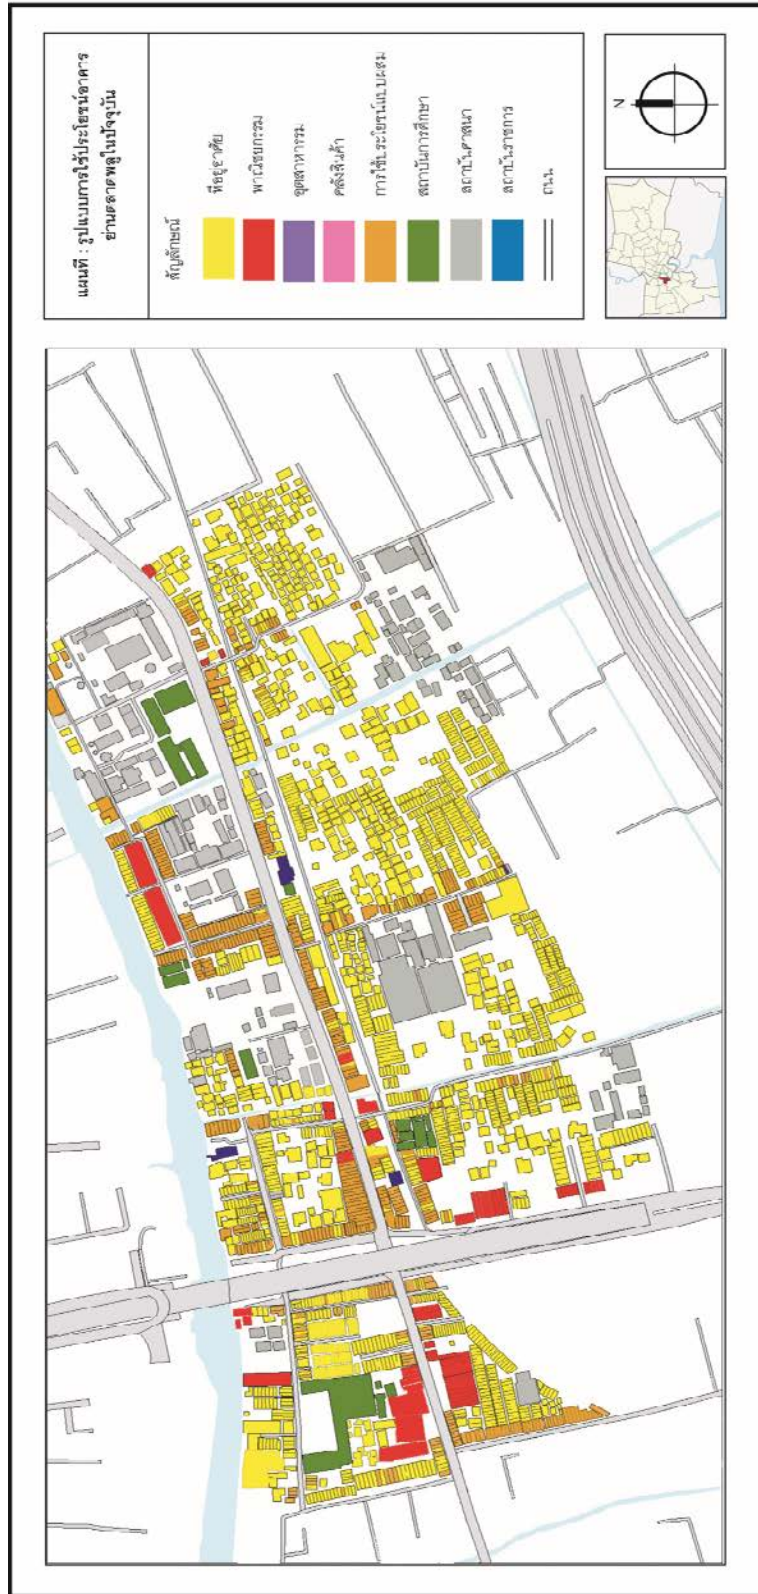 แผนที่ : รูปแบบการใช้ประโยชน์อาคาร
ย่านตลาดพลูในปัจจุบัน
สัญลักษณ์
ที่อยู่อาศัย
พาณิชยกรรม
อุตสาหกรรม
คลังสินค้า
การใช้ประโยชน์แบบผสม
สถาบันการศึกษา
สถาบันศาสนา
สถาบันราชการ
ถนน
N